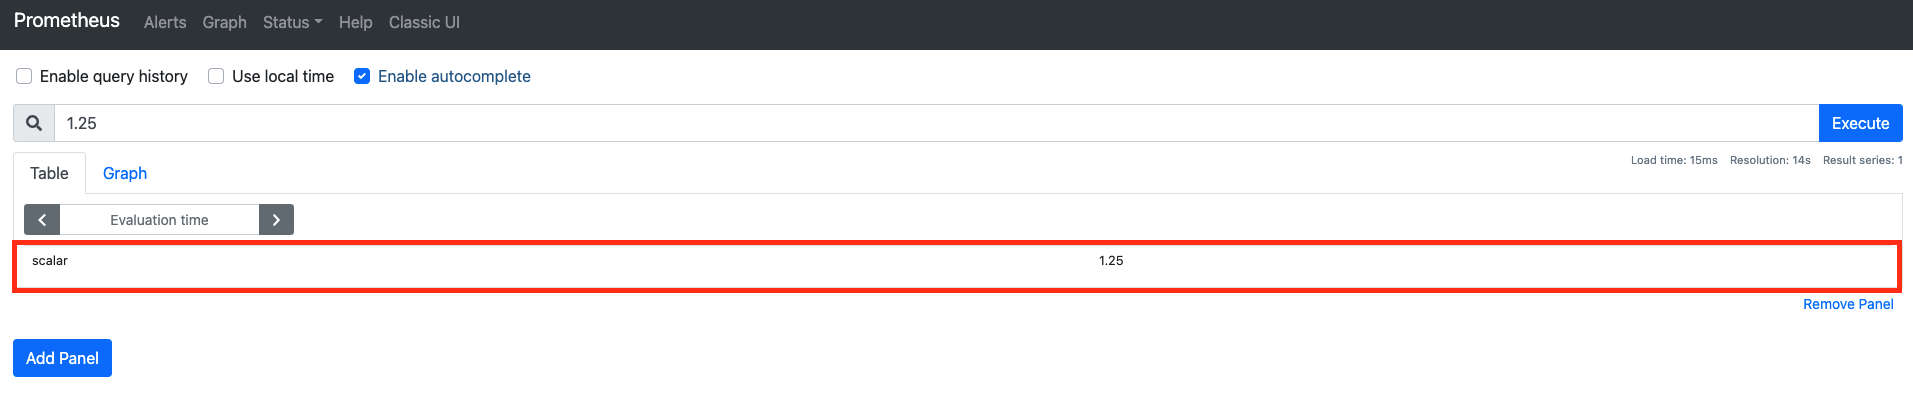 Prometheus Alerts Graph Status Help Classic UI
Enable query history Use local time Enable autocomplete
1.25 Execute
Table Graph Load time: 15ms Resolution: 14s Result series: 1
Evaluation time
scalar 1.25
Remove Panel
Add Panel